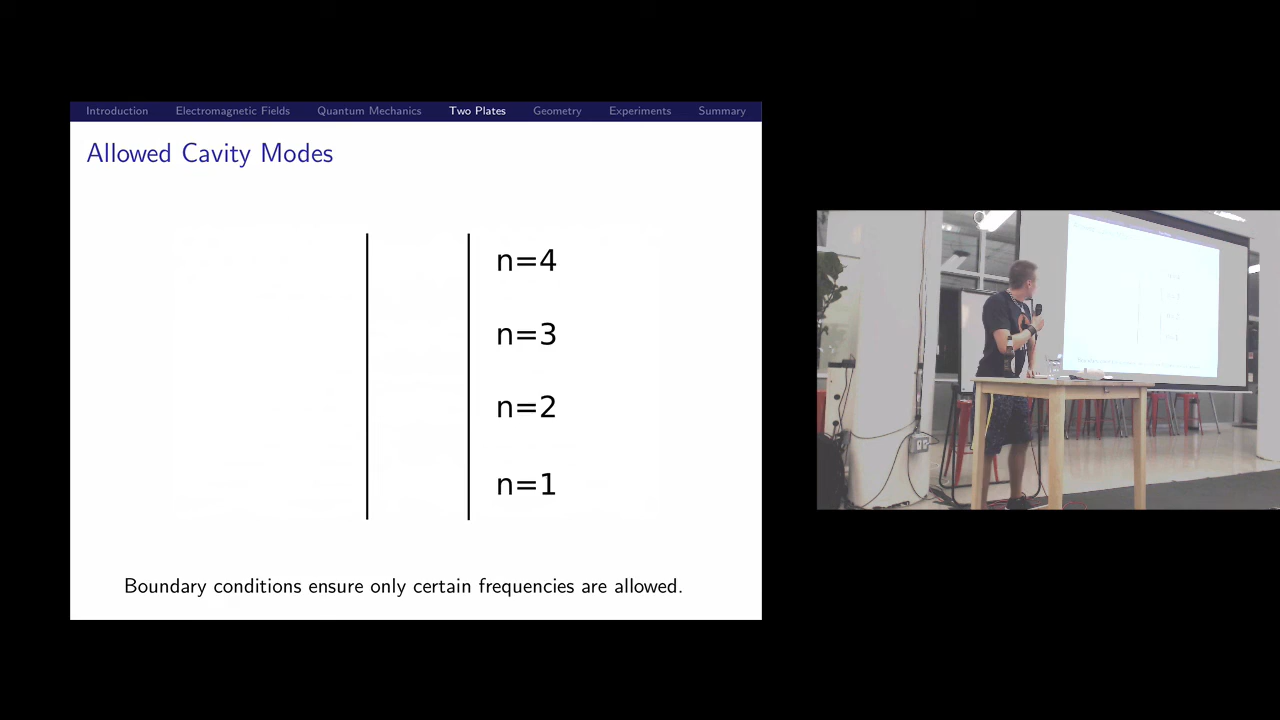 Introduction Electromagnetic Fields Quantum Mechanics Two Plates Geometry Experiments Summary
Allowed Cavity Modes
n=4
n=3
n=2
n=1
Boundary conditions ensure only certain frequencies are allowed.